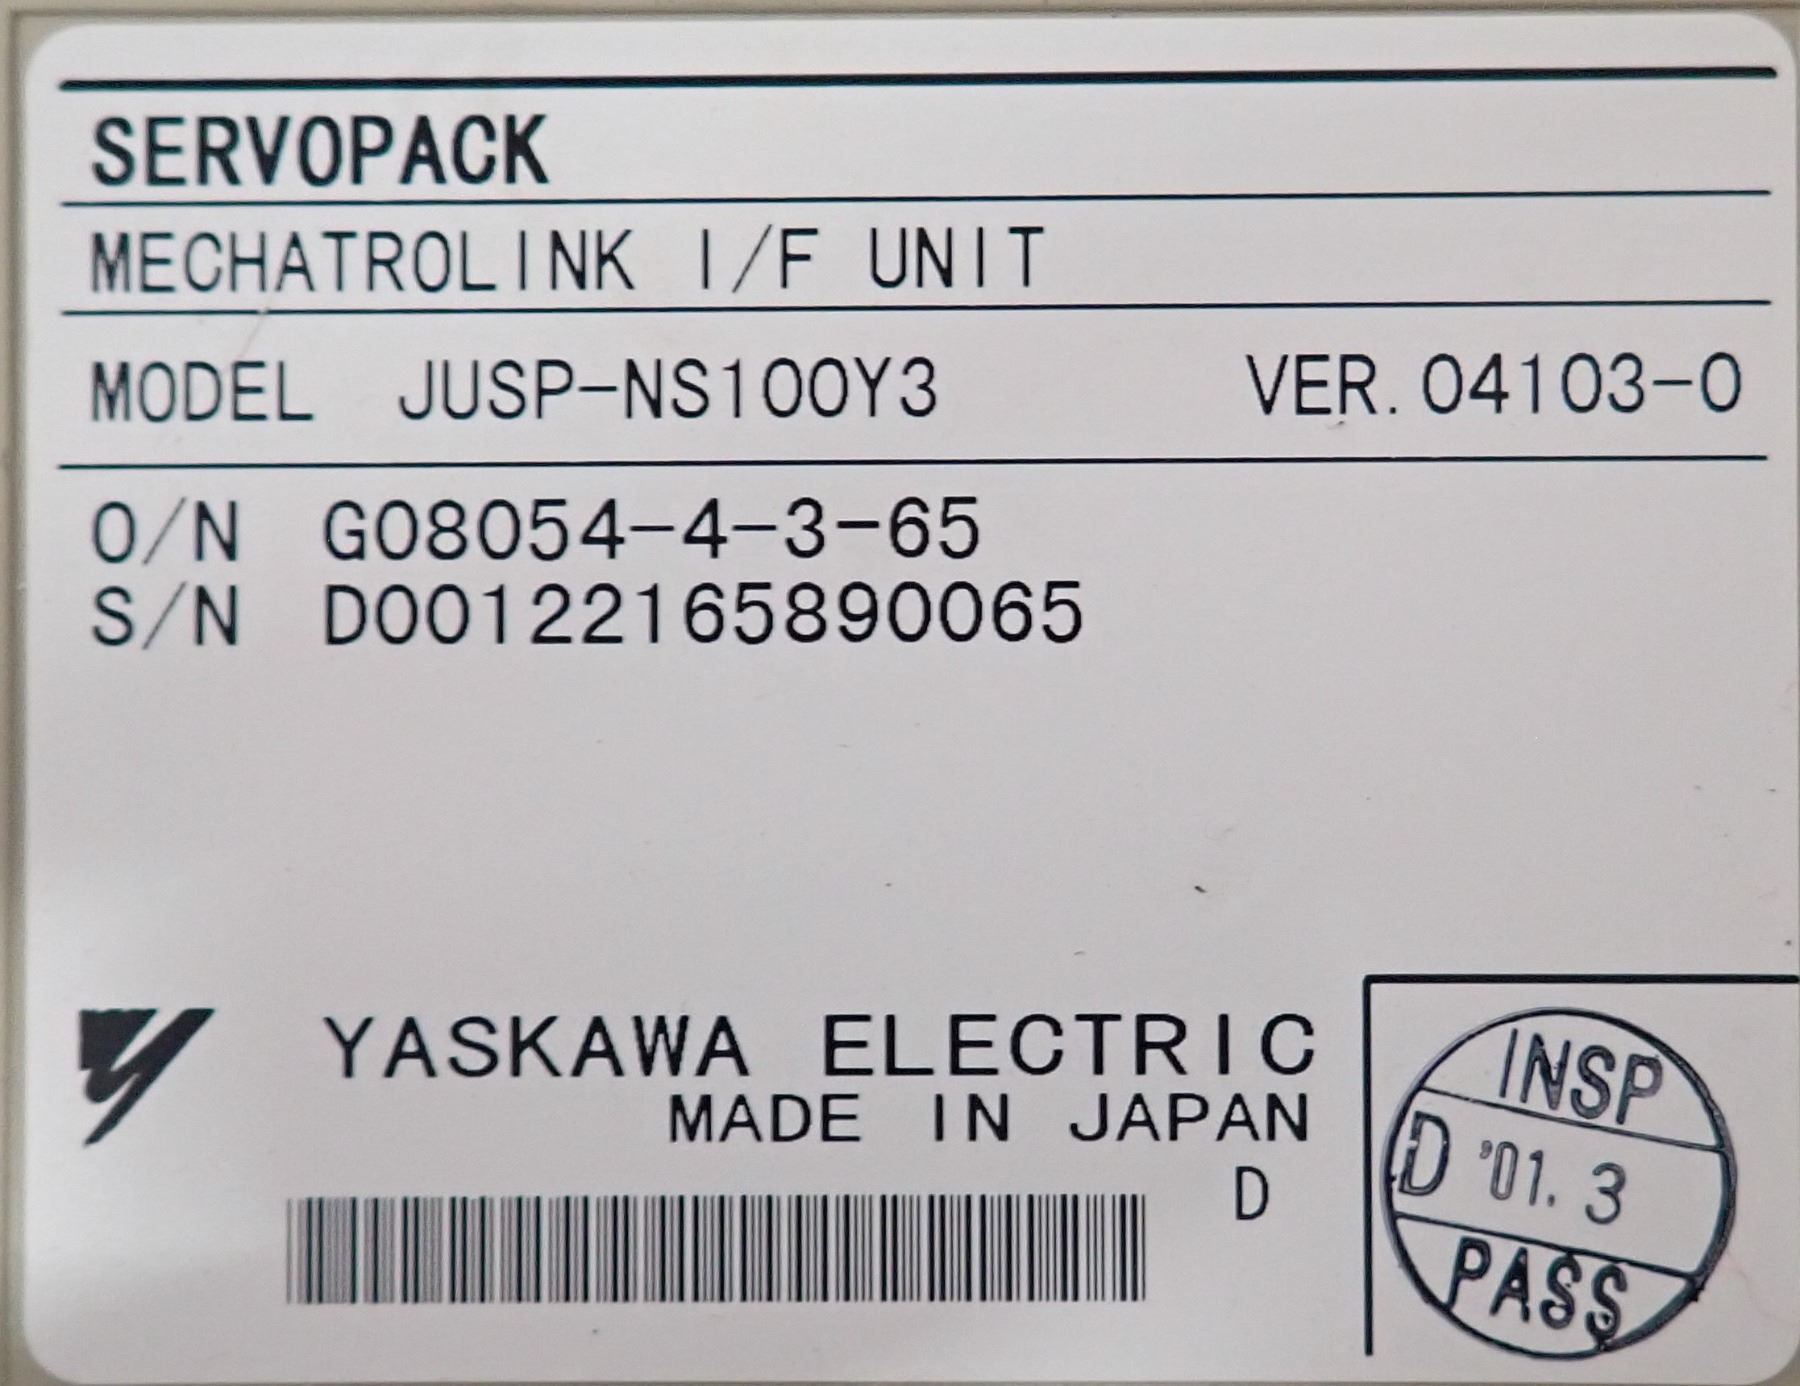 SERVOPACK
MECHATROLINK I/F UNIT
MODEL JUSP-NS100Y3 VER.04103-0
O/N G08054-4-3-65
S/N D00122165890065
YASKAWA ELECTRIC
MADE IN JAPAN
D
INSP
D '01.3
PASS